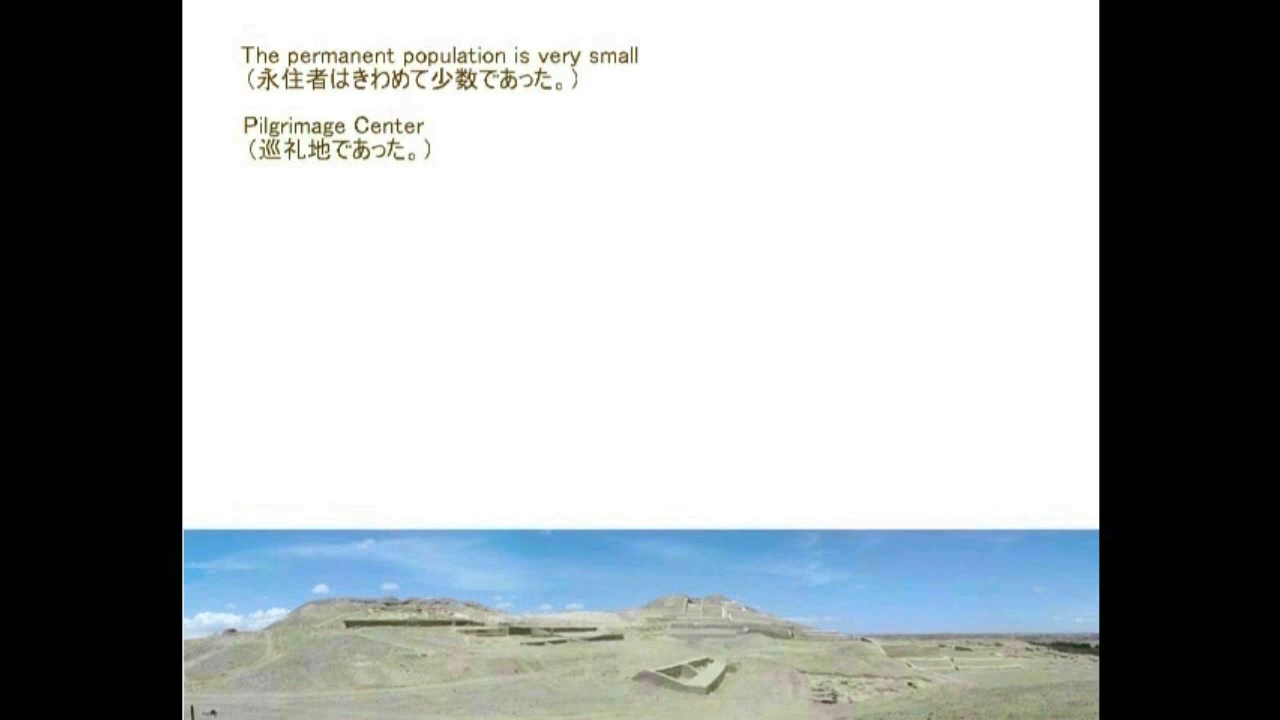 The permanent population is very small
（永住者はきわめて少数であった。）
Pilgrimage Center
（巡礼地であった。）